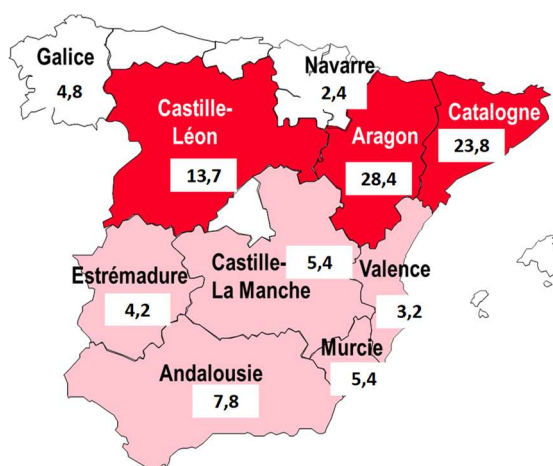 Galice
4,8
Navarre
2,4
Castille-
Léon
13,7
Aragon
28,4
Catalogne
23,8
Estrémadure
4,2
Castille-
La Manche
5,4
Valence
3,2
Murcie
5,4
Andalousie
7,8